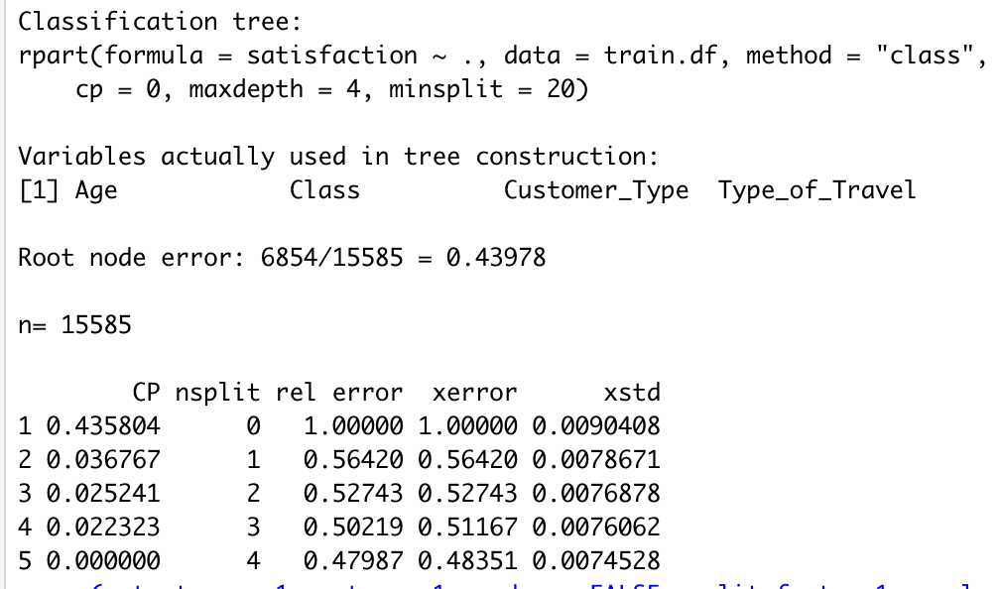 Classification tree:
rpart(formula = satisfaction ~ ., data = train.df, method = "class",
    cp = 0, maxdepth = 4, minsplit = 20)
Variables actually used in tree construction:
[1] Age            Class          Customer_Type  Type_of_Travel
Root node error: 6854/15585 = 0.43978
n= 15585
        CP nsplit rel error  xerror      xstd
1 0.435804      0   1.00000 1.00000 0.0090408
2 0.036767      1   0.56420 0.56420 0.0078671
3 0.025241      2   0.52743 0.52743 0.0076878
4 0.022323      3   0.50219 0.51167 0.0076062
5 0.000000      4   0.47987 0.48351 0.0074528